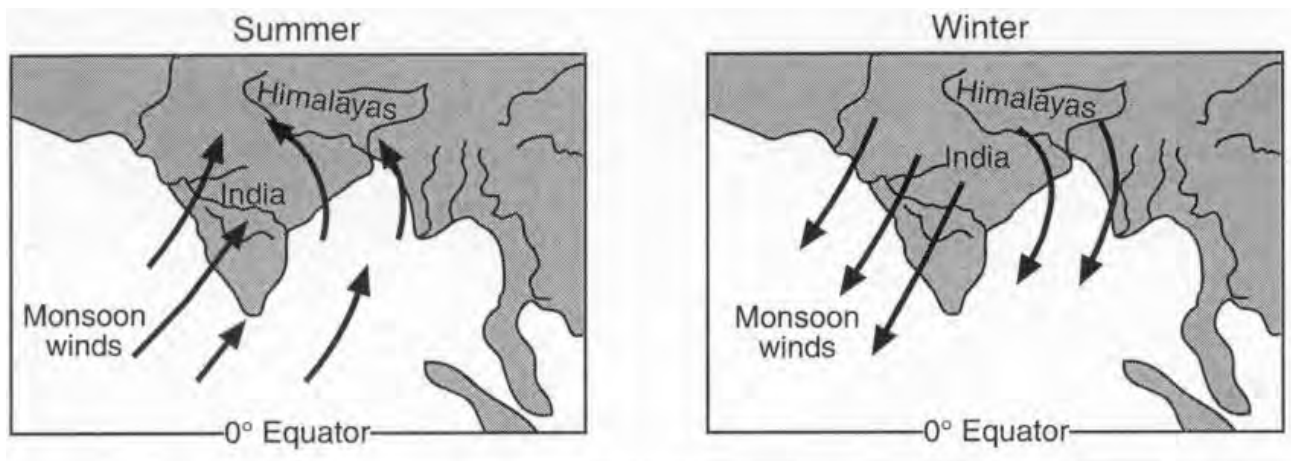 Summer
Himalayas
India
Monsoon
winds
0° Equator
Winter
Himalayas
India
Monsoon
winds
0° Equator